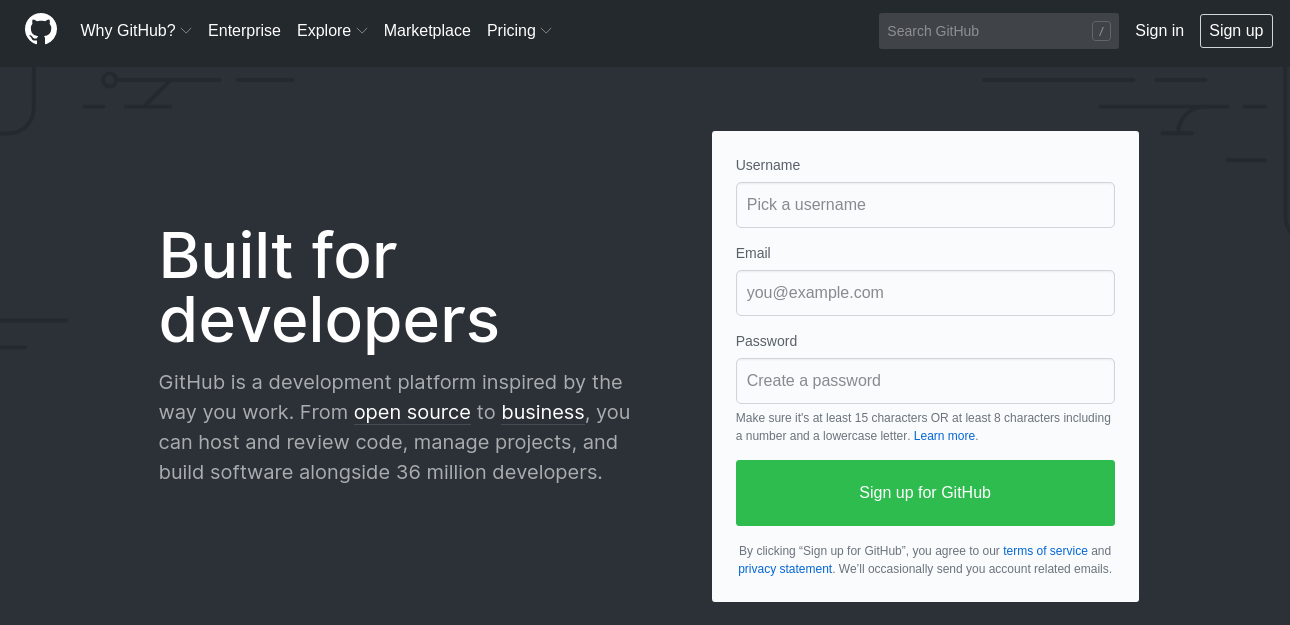 Why GitHub? Enterprise Explore Marketplace Pricing Search GitHub / Sign in Sign up
Built for
developers
GitHub is a development platform inspired by the
way you work. From open source to business, you
can host and review code, manage projects, and
build software alongside 36 million developers.
Username
Pick a username
Email
you@example.com
Password
Create a password
Make sure it's at least 15 characters OR at least 8 characters including
a number and a lowercase letter. Learn more.
Sign up for GitHub
By clicking “Sign up for GitHub”, you agree to our terms of service and
privacy statement. We’ll occasionally send you account related emails.